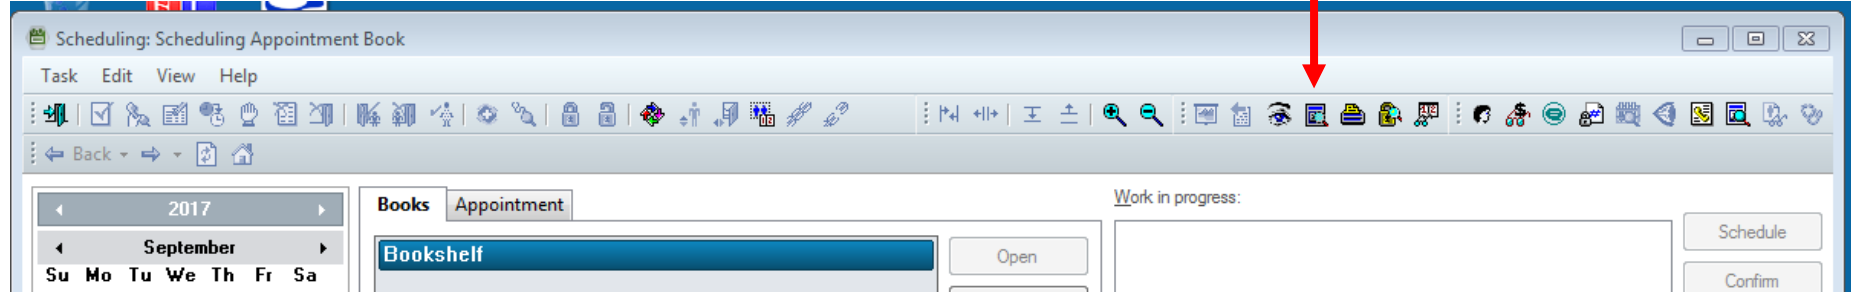 Scheduling: Scheduling Appointment Book
Task Edit View Help
Back
2017
Books Appointment
Work in progress:
September
Bookshelf
Open
Schedule
Su Mo Tu We Th Fr Sa
Confirm